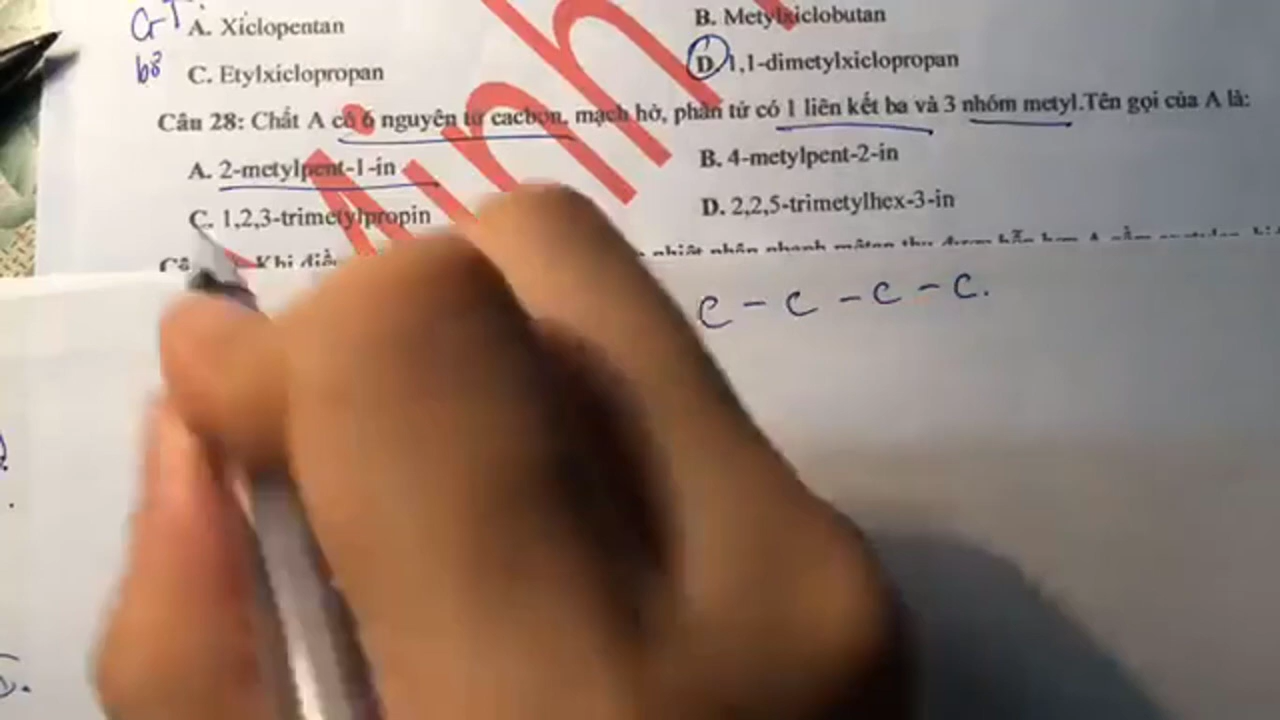 A. Xiclopentan
B. Metylxiclobutan
C. Etylxiclopropan
D. 1,1-dimetylxiclopropan
Câu 28: Chất A có 6 nguyên tử cacbon, mạch hở, phân tử có 1 liên kết ba và 3 nhóm metyl.Tên gọi của A là:
A. 2-metylpent-1-in
B. 4-metylpent-2-in
C. 1,2,3-trimetylpropin
D. 2,2,5-trimetylhex-3-in
Khi
C - C - C - C.